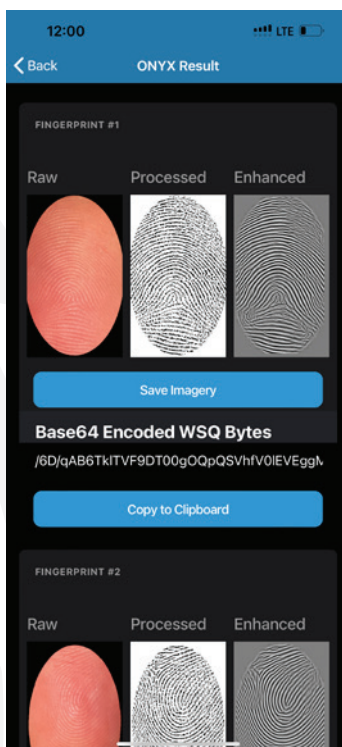 12:00 LTE
Back ONYX Result
FINGERPRINT #1
Raw Processed Enhanced
Save Imagery
Base64 Encoded WSQ Bytes
/6D/qAB6TklTVF9DT00gOQpQSVhfV0lEVEggN
Copy to Clipboard
FINGERPRINT #2
Raw Processed Enhanced